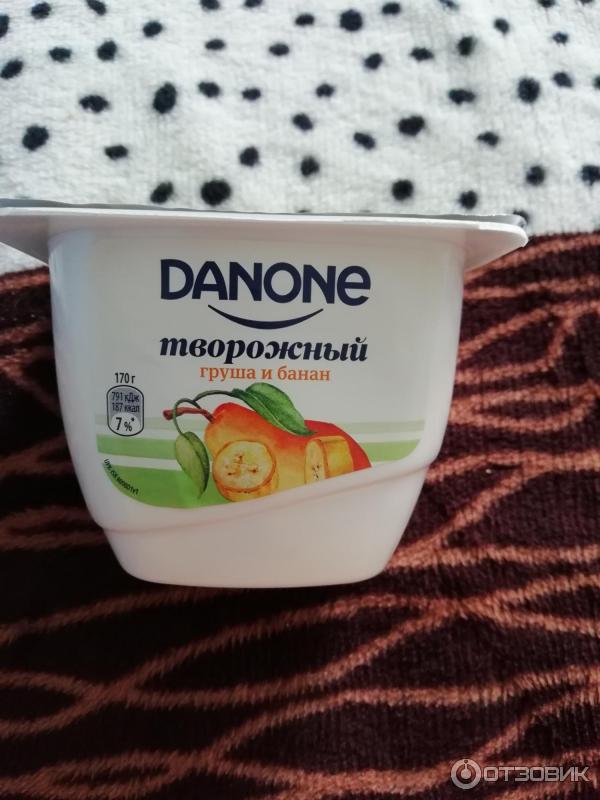 DANONE
творожный
груша и банан
170 г
791 кДж
187 ккал
7 %*
ОТЗОВИК